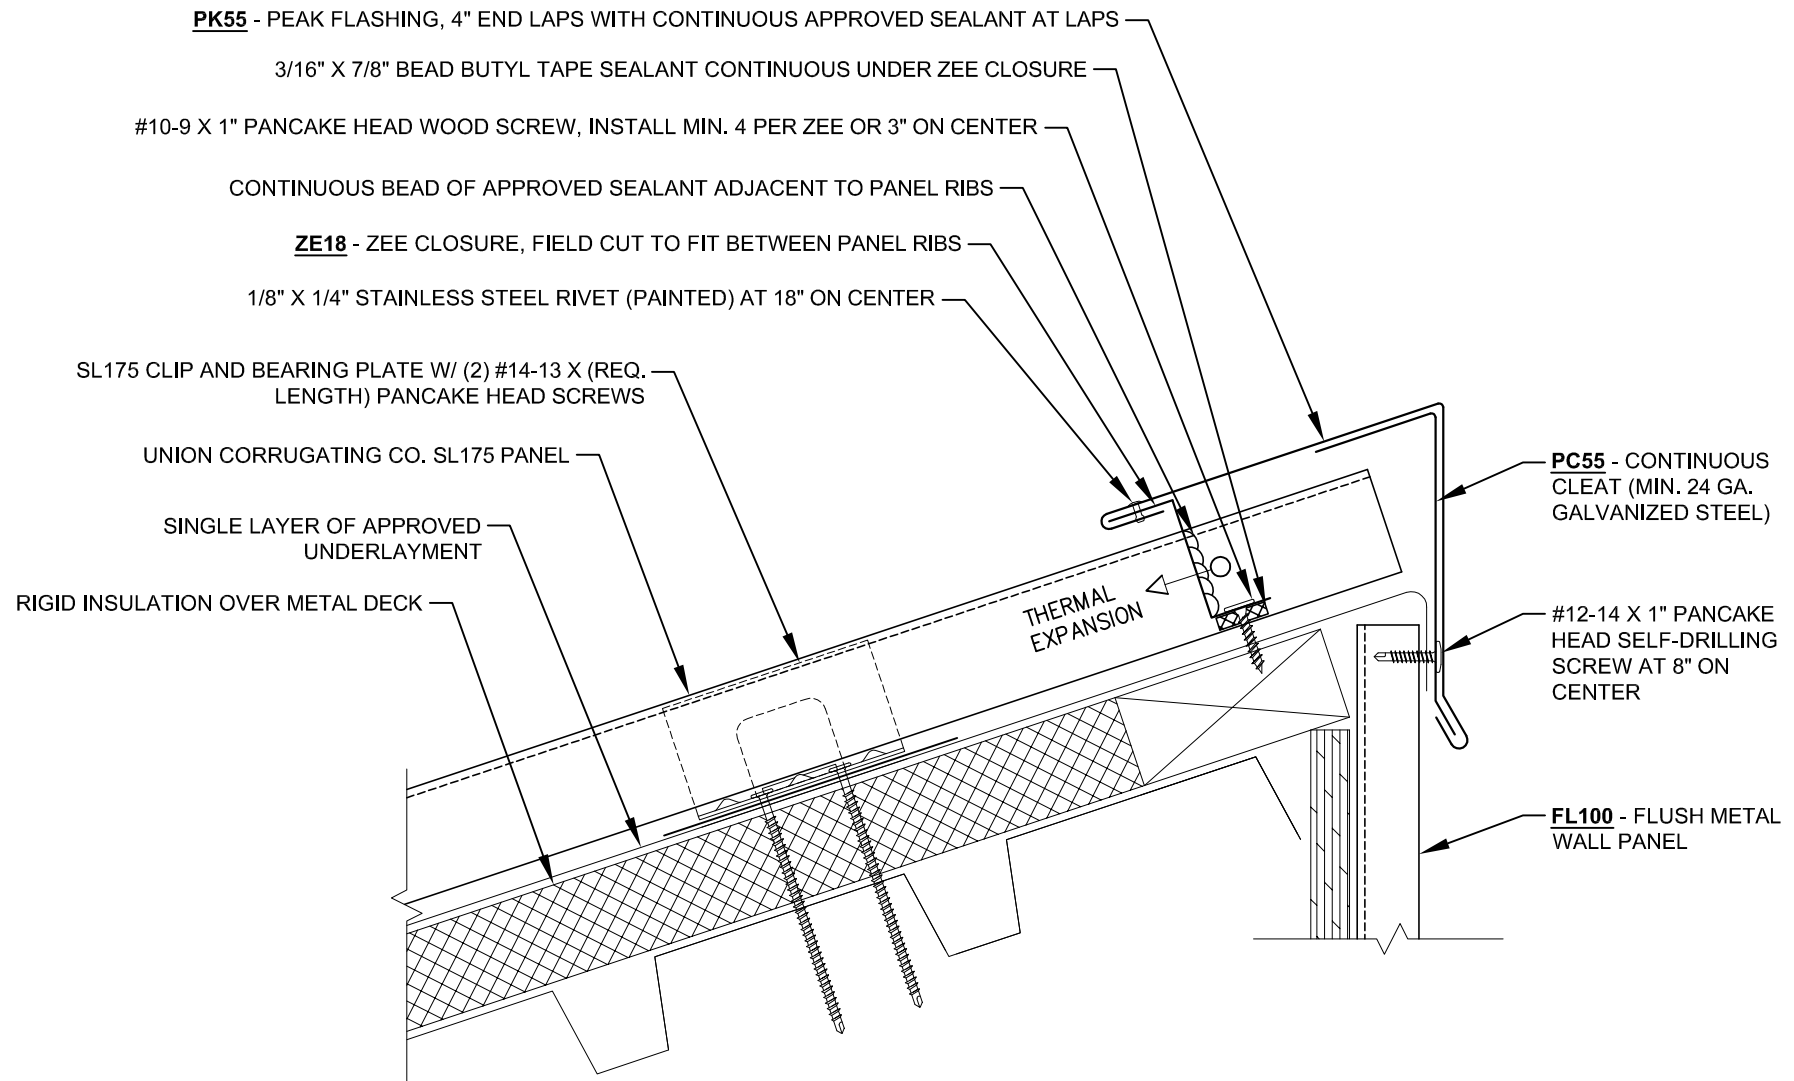 PK55 - PEAK FLASHING, 4" END LAPS WITH CONTINUOUS APPROVED SEALANT AT LAPS
3/16" X 7/8" BEAD BUTYL TAPE SEALANT CONTINUOUS UNDER ZEE CLOSURE
#10-9 X 1" PANCAKE HEAD WOOD SCREW, INSTALL MIN. 4 PER ZEE OR 3" ON CENTER
CONTINUOUS BEAD OF APPROVED SEALANT ADJACENT TO PANEL RIBS
ZE18 - ZEE CLOSURE, FIELD CUT TO FIT BETWEEN PANEL RIBS
1/8" X 1/4" STAINLESS STEEL RIVET (PAINTED) AT 18" ON CENTER
SL175 CLIP AND BEARING PLATE W/ (2) #14-13 X (REQ.
LENGTH) PANCAKE HEAD SCREWS
UNION CORRUGATING CO. SL175 PANEL
SINGLE LAYER OF APPROVED
UNDERLAYMENT
RIGID INSULATION OVER METAL DECK
THERMAL
EXPANSION
PC55 - CONTINUOUS
CLEAT (MIN. 24 GA.
GALVANIZED STEEL)
#12-14 X 1" PANCAKE
HEAD SELF-DRILLING
SCREW AT 8" ON
CENTER
FL100 - FLUSH METAL
WALL PANEL